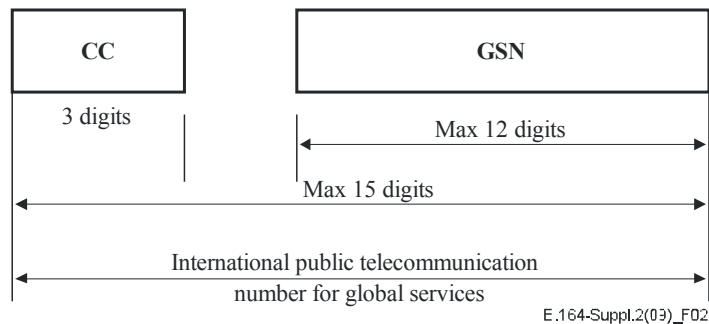 CC
GSN
3 digits
Max 12 digits
Max 15 digits
International public telecommunication
number for global services
E.164-Suppl.2(09)_F02